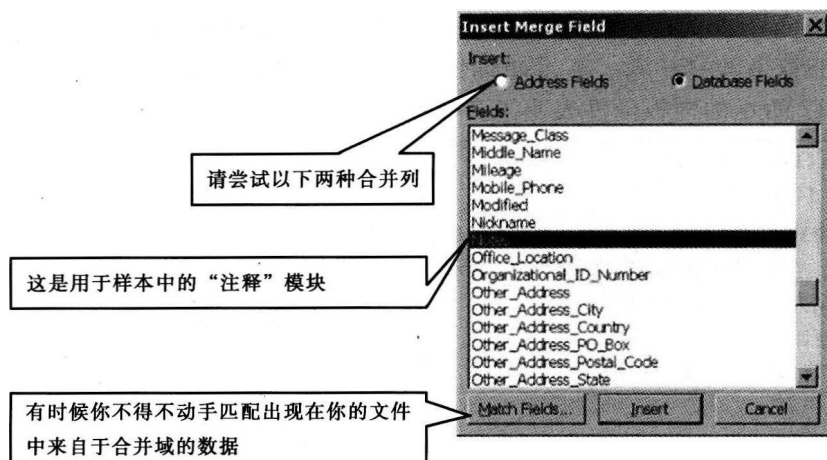 Insert Merge Field
Insert:
Address Fields
Database Fields
Fields:
Message_Class
Middle_Name
Mileage
Mobile_Phone
Modified
Nickname
Notes
Office_Location
Organizational_ID_Number
Other_Address
Other_Address_City
Other_Address_Country
Other_Address_PO_Box
Other_Address_Postal_Code
Other_Address_State
Match Fields...
Insert
Cancel
请尝试以下两种合并列
这是用于样本中的“注释”模块
有时候你不得不动手匹配出现在你的文件
中来自于合并域的数据